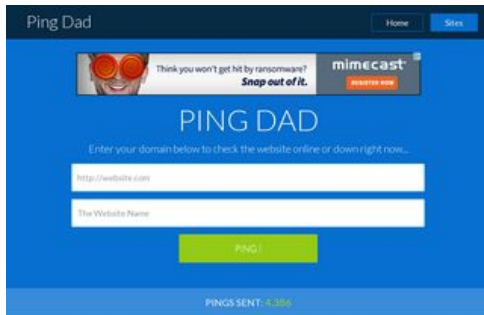 Ping Dad
Home
Sites
Think you won't get hit by ransomware?
Snap out of it.
mimecast
REGISTER NOW
PING DAD
Enter your domain below to check the website online or down right now...
http://website.com
The Website Name
PING !
PINGS SENT: 4,386